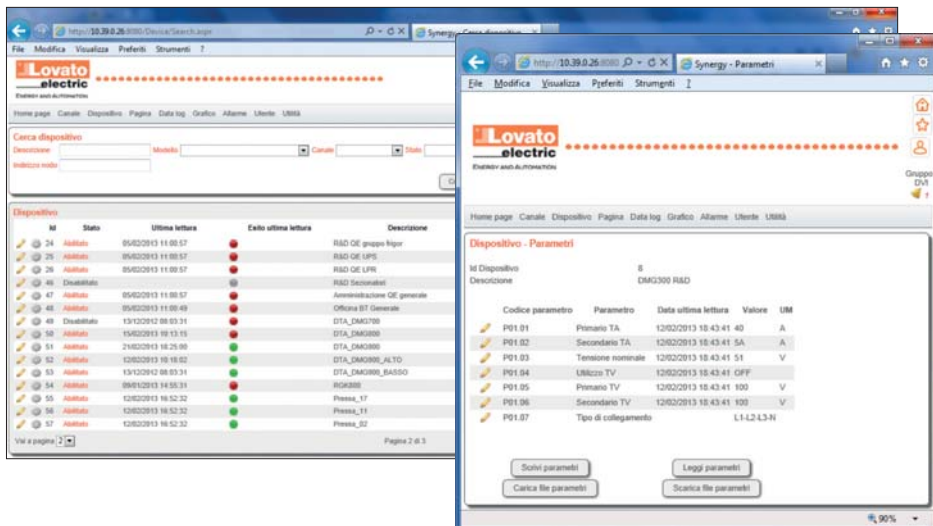 http://10.39.0.26:8080/Device/Search.aspx
Synergy - Cerca dispositivo
File Modifica Visualizza Preferiti Strumenti ?
Lovato
electric
ENERGY AND AUTOMATION
Home page Canale Dispositivo Pagina Data log Grafico Allarme Utente Utilità
Cerca dispositivo
Descrizione Modello Canale Stato
Indirizzo nodo
Dispositivo
Id Stato Ultima lettura Esito ultima lettura Descrizione
24 Abilitato 05/02/2013 11:00:57 R&D QE gruppo frigor
25 Abilitato 05/02/2013 11:00:57 R&D QE UPS
26 Abilitato 05/02/2013 11:00:57 R&D QE LPR
46 Disabilitato R&D Sezionatori
47 Abilitato 05/02/2013 11:00:57 Amministrazione QE generale
48 Abilitato 05/02/2013 11:00:49 Officina BT Generale
49 Disabilitato 13/12/2012 08:03:31 DTA_DMG700
50 Abilitato 15/02/2013 10:13:15 DTA_DMG800
51 Abilitato 21/02/2013 18:25:00 DTA_DMG800
52 Abilitato 12/02/2013 10:18:02 DTA_DMG900_ALTO
53 Abilitato 13/12/2012 08:03:31 DTA_DMG900_BASSO
54 Abilitato 09/01/2013 14:55:31 RGK800
55 Abilitato 12/02/2013 16:52:32 Pressa_17
56 Abilitato 12/02/2013 16:52:32 Pressa_11
57 Abilitato 12/02/2013 16:52:32 Pressa_02
Vai a pagina 2 Pagina 2 di 3
http://10.39.0.26:8080
Synergy - Parametri
File Modifica Visualizza Preferiti Strumenti ?
Lovato
electric
ENERGY AND AUTOMATION
Gruppo
DVt
Home page Canale Dispositivo Pagina Data log Grafico Allarme Utente Utilità
Dispositivo - Parametri
Id Dispositivo 8
Descrizione DMG300 R&D
Codice parametro Parametro Data ultima lettura Valore UM
P01.01 Primario TA 12/02/2013 18:43:41 40 A
P01.02 Secondario TA 12/02/2013 18:43:41 5A A
P01.03 Tensione nominale 12/02/2013 18:43:41 51 V
P01.04 Utilizzo TV 12/02/2013 18:43:41 OFF
P01.05 Primario TV 12/02/2013 18:43:41 100 V
P01.06 Secondario TV 12/02/2013 18:43:41 100 V
P01.07 Tipo di collegamento L1-L2-L3-N
Scrivi parametri Leggi parametri
Carica file parametri Scarica file parametri
90%